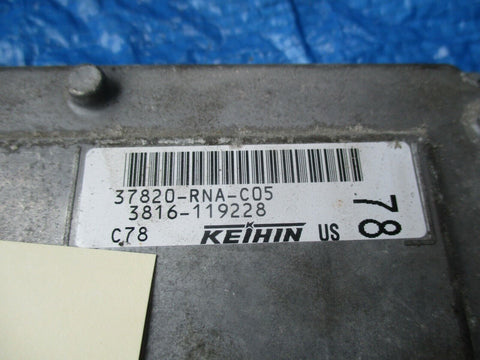 37820-RNA-C05
3816-119228
C78 KEIHIN US
78